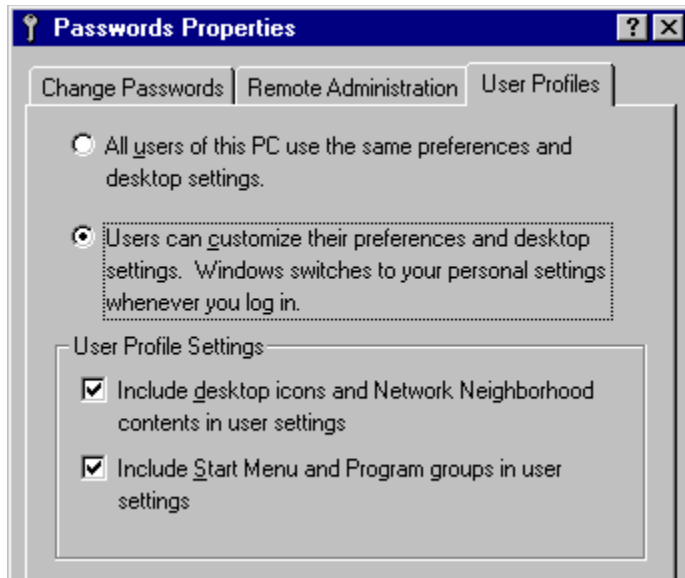 Passwords Properties
Change Passwords
Remote Administration
User Profiles
All users of this PC use the same preferences and
desktop settings.
Users can customize their preferences and desktop
settings.  Windows switches to your personal settings
whenever you log in.
User Profile Settings
Include desktop icons and Network Neighborhood
contents in user settings
Include Start Menu and Program groups in user
settings